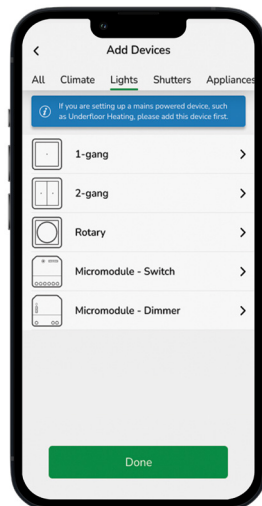 Add Devices
All Climate Lights Shutters Appliances
If you are setting up a mains powered device, such
as Underfloor Heating, please add this device first.
1-gang
2-gang
Rotary
Micromodule - Switch
Micromodule - Dimmer
Done